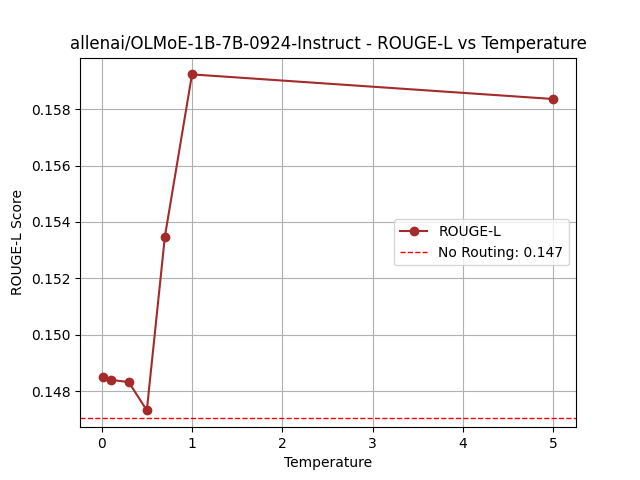 allenai/OLMoE-1B-7B-0924-Instruct - ROUGE-L vs Temperature
ROUGE-L Score
0.158
0.156
0.154
0.152
0.150
0.148
ROUGE-L
No Routing: 0.147
0 1 2 3 4 5
Temperature